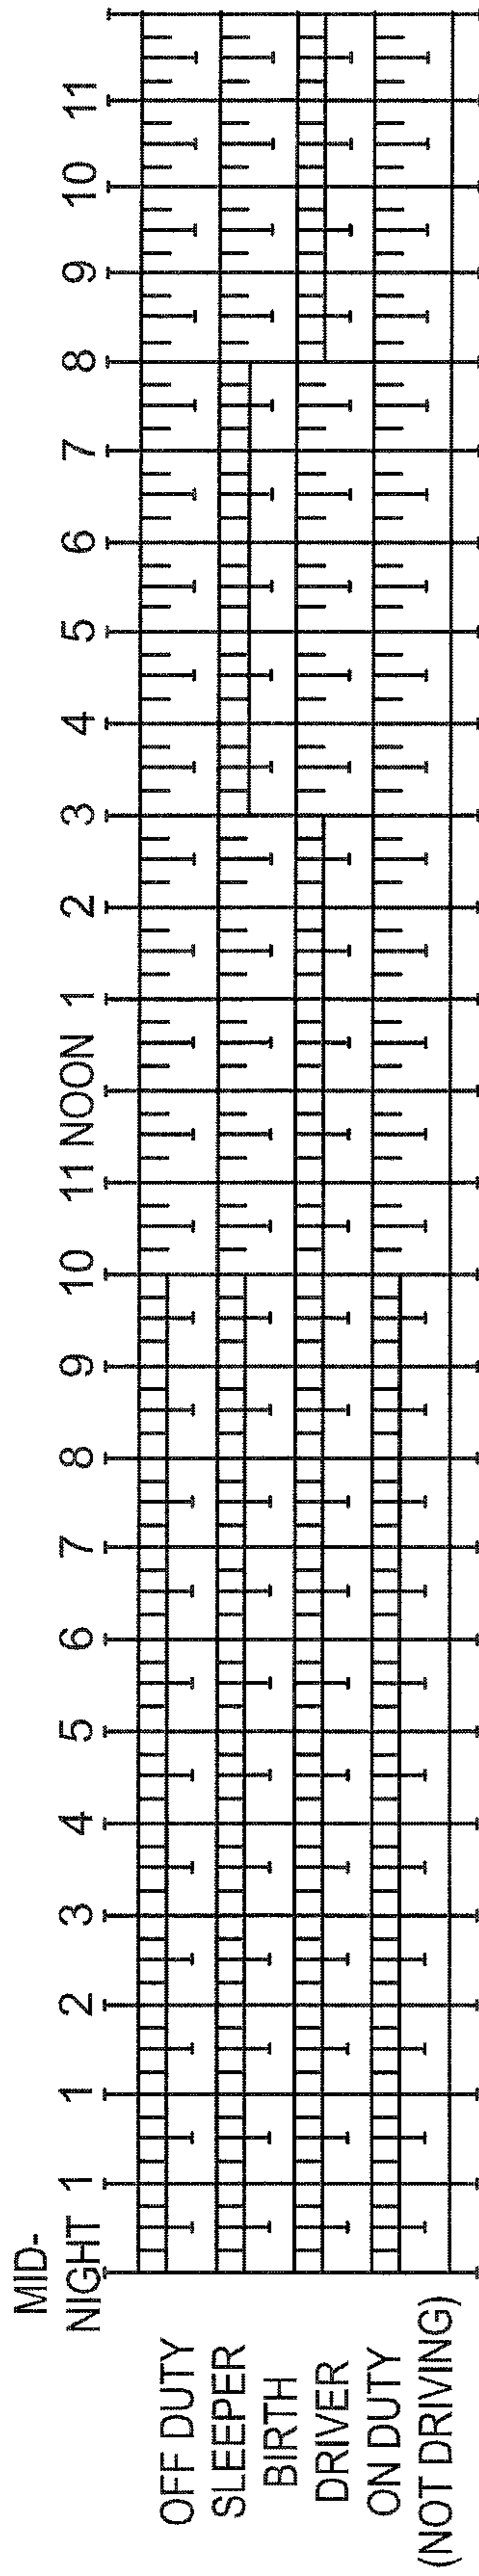 MID-
NIGHT 1 1 2 3 4 5 6 7 8 9 10 11 NOON 1 2 3 4 5 6 7 8 9 10 11
OFF DUTY
SLEEPER
BIRTH
DRIVER
ON DUTY
(NOT DRIVING)